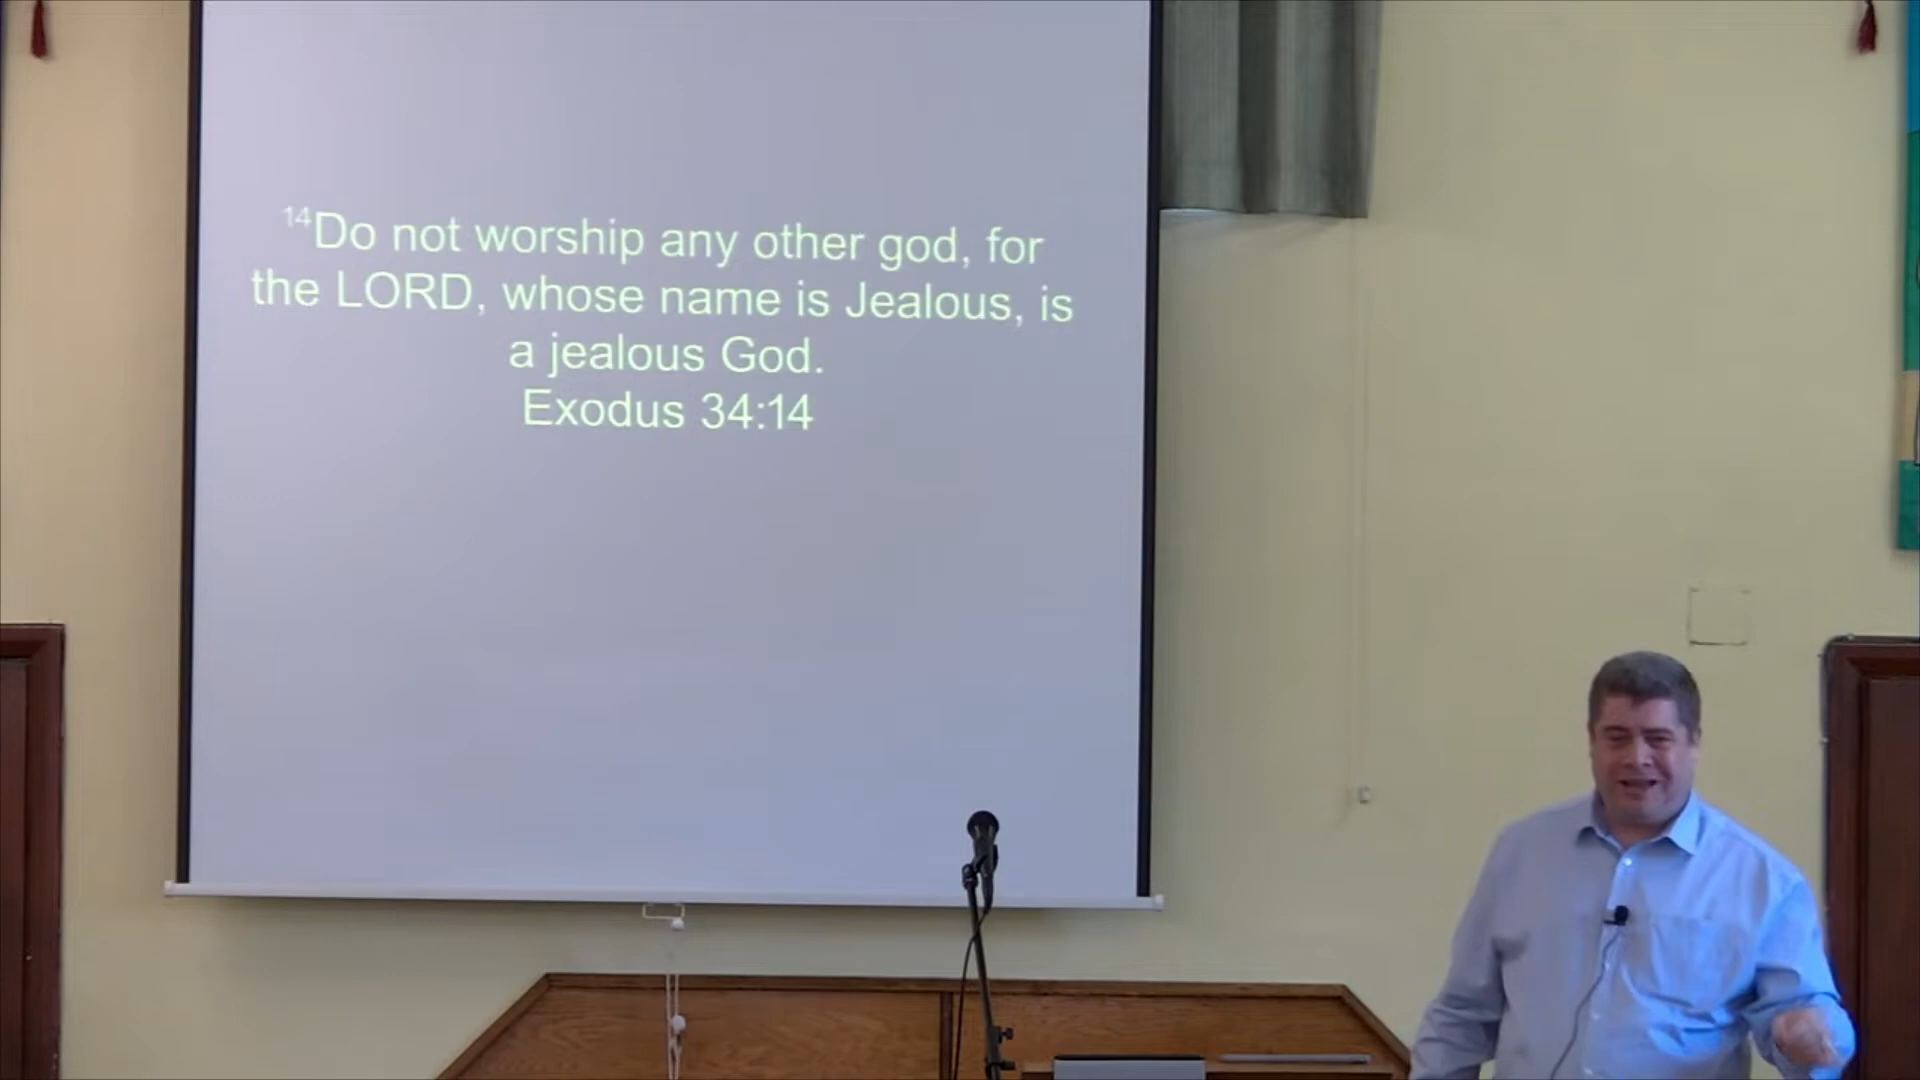 ¹⁴Do not worship any other god, for
the LORD, whose name is Jealous, is
a jealous God.
Exodus 34:14